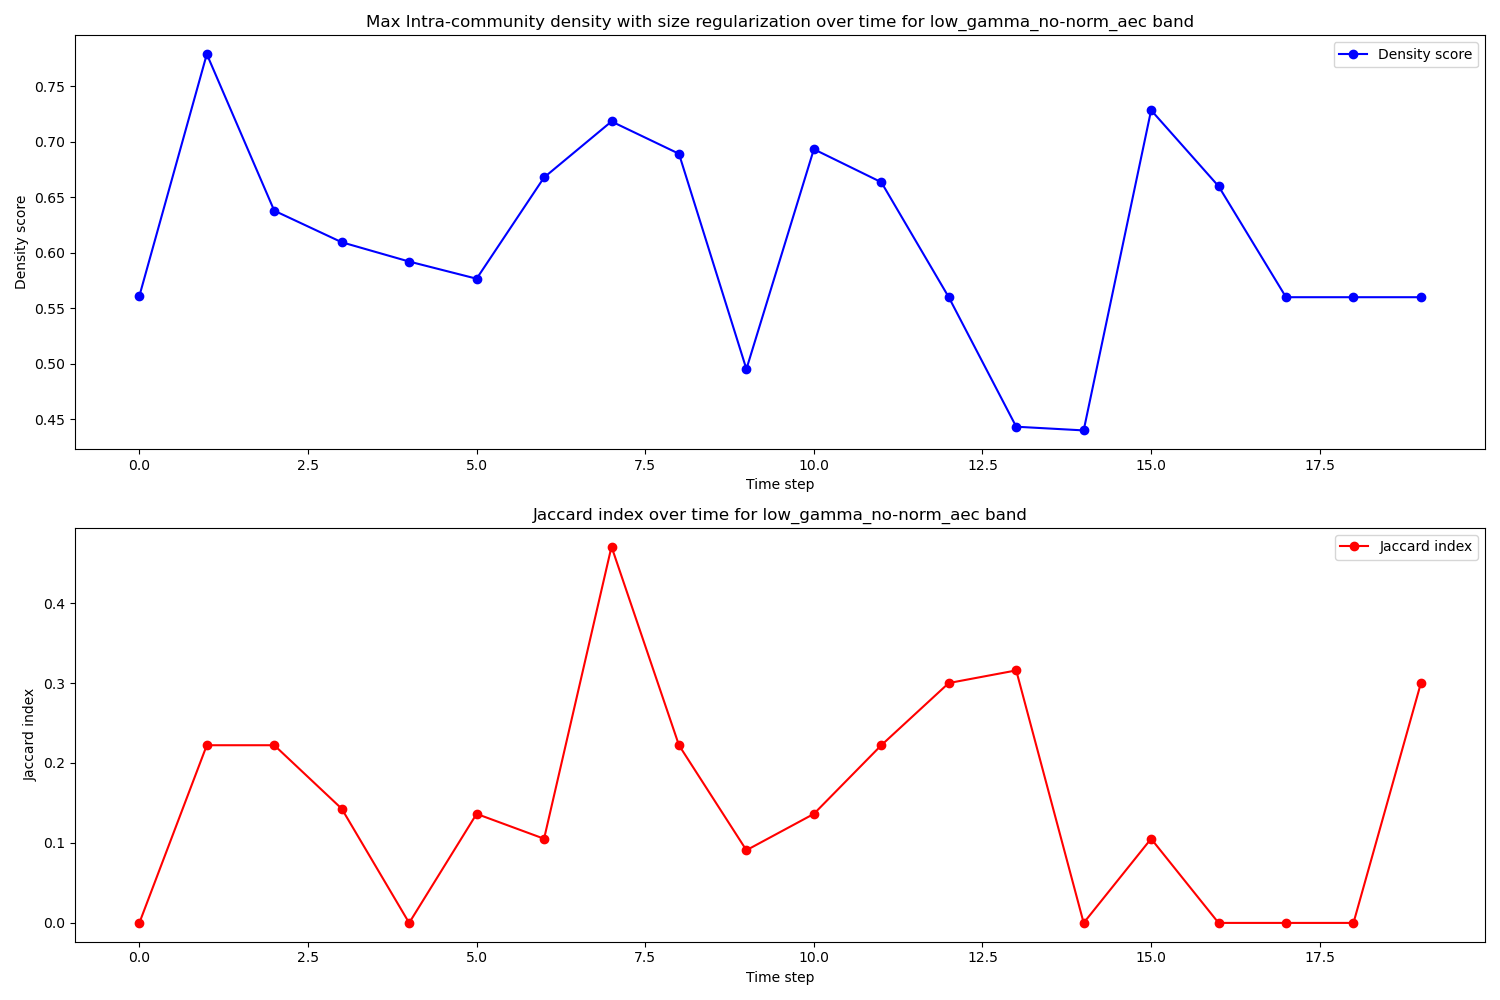 Max Intra-community density with size regularization over time for low_gamma_no-norm_aec band
Density score
0.75
0.70
0.65
0.60
0.55
0.50
0.45
Density score
0.0 2.5 5.0 7.5 10.0 12.5 15.0 17.5
Time step
Jaccard index over time for low_gamma_no-norm_aec band
Jaccard index
0.4
0.3
0.2
0.1
0.0
Jaccard index
0.0 2.5 5.0 7.5 10.0 12.5 15.0 17.5
Time step